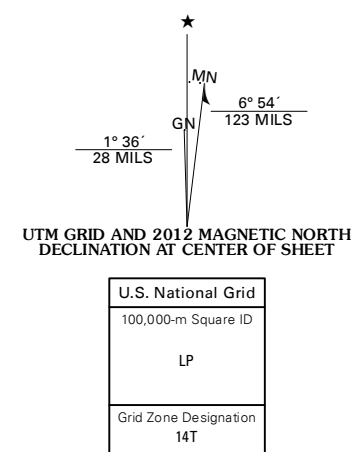 ★
MN
GN
6° 54´
123 MILS
1° 36´
28 MILS
UTM GRID AND 2012 MAGNETIC NORTH
DECLINATION AT CENTER OF SHEET
U.S. National Grid
100,000-m Square ID
LP
Grid Zone Designation
14T